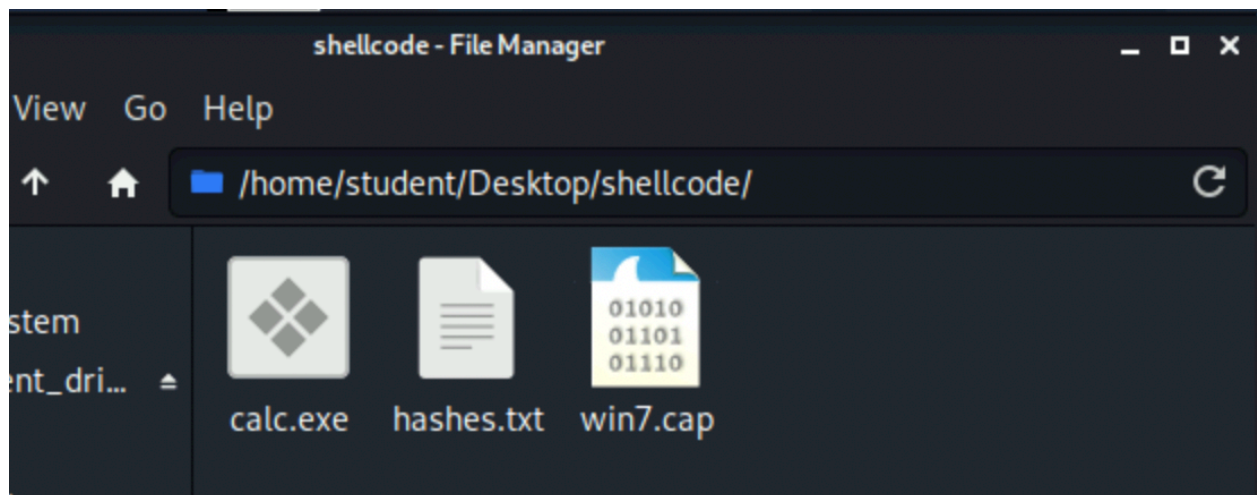 shellcode - File Manager
View Go Help
/home/student/Desktop/shellcode/
stem
ent_dri...
01010
01101
01110
calc.exe hashes.txt win7.cap